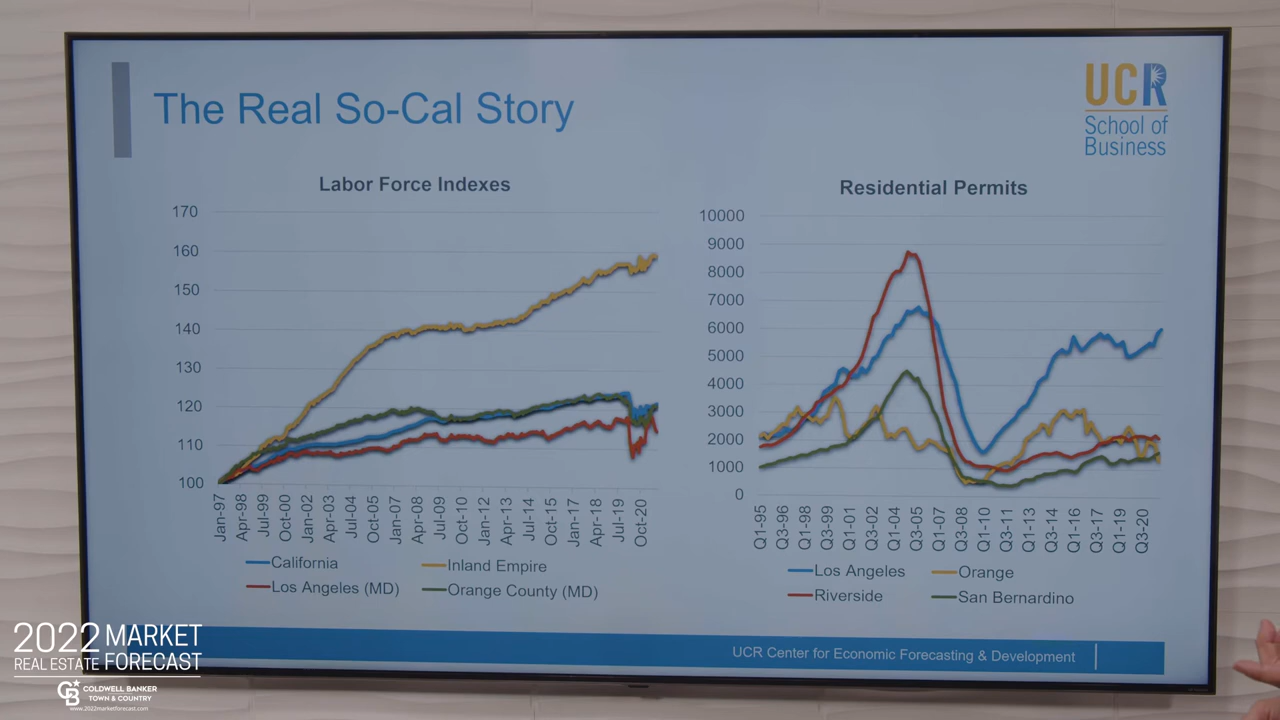 The Real So-Cal Story
UCR
School of
Business
Labor Force Indexes
170
160
150
140
130
120
110
100
Jan-97
Apr-98
Jul-99
Oct-00
Jan-02
Apr-03
Jul-04
Oct-05
Jan-07
Apr-08
Jul-09
Oct-10
Jan-12
Apr-13
Jul-14
Oct-15
Jan-17
Apr-18
Jul-19
Oct-20
California
Inland Empire
Los Angeles (MD)
Orange County (MD)
Residential Permits
10000
9000
8000
7000
6000
5000
4000
3000
2000
1000
0
Q1-95
Q3-96
Q1-98
Q3-99
Q1-01
Q3-02
Q1-04
Q3-05
Q1-07
Q3-08
Q1-10
Q3-11
Q1-13
Q3-14
Q1-16
Q3-17
Q1-19
Q3-20
Los Angeles
Orange
Riverside
San Bernardino
UCR Center for Economic Forecasting & Development
2022 MARKET
REAL ESTATE FORECAST
CB
COLDWELL BANKER
TOWN & COUNTRY
www.2022marketforecast.com